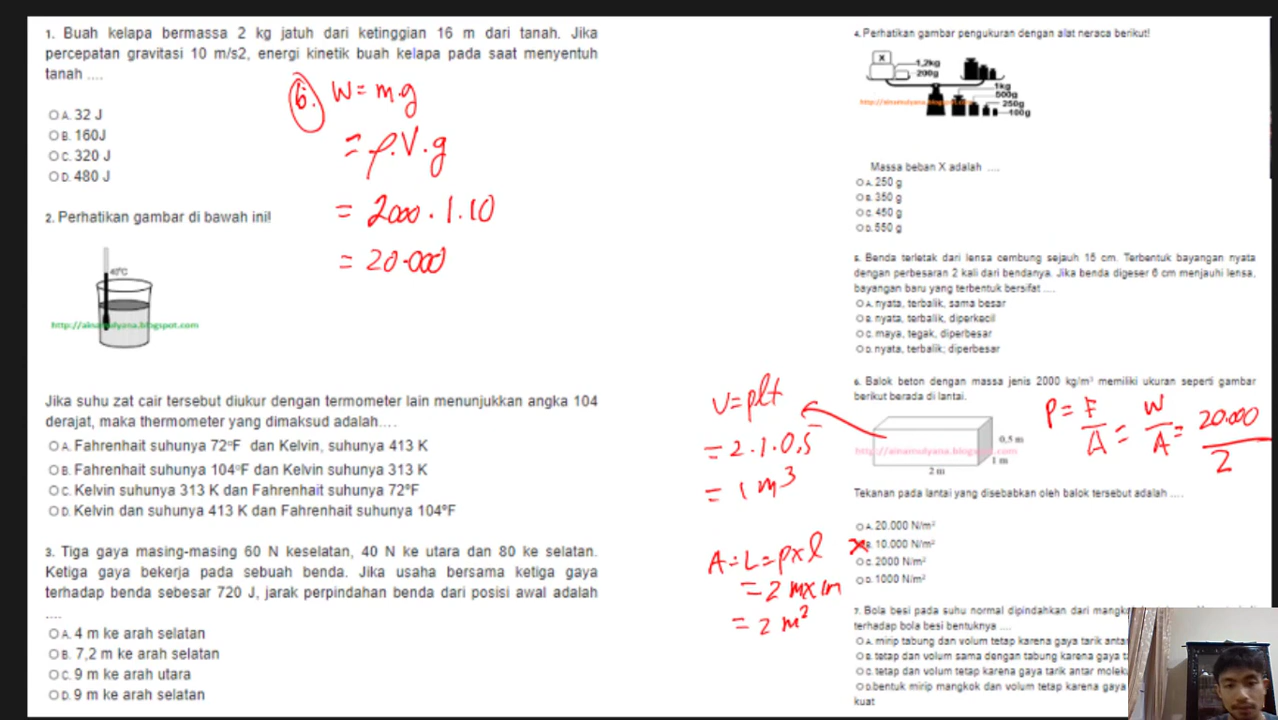 1. Buah kelapa bermassa 2 kg jatuh dari ketinggian 16 m dari tanah. Jika
percepatan gravitasi 10 m/s2, energi kinetik buah kelapa pada saat menyentuh
tanah ....
O A. 32 J
O B. 160J
O C. 320 J
O D. 480 J
6. W = mg
= ρ.V.g
= 2000 . 1 . 10
= 20.000
2. Perhatikan gambar di bawah ini!
40°C
http://ainamulyana.blogspot.com
Jika suhu zat cair tersebut diukur dengan termometer lain menunjukkan angka 104
derajat, maka thermometer yang dimaksud adalah....
O A. Fahrenhait suhunya 72°F dan Kelvin, suhunya 413 K
O B. Fahrenhait suhunya 104°F dan Kelvin suhunya 313 K
O C. Kelvin suhunya 313 K dan Fahrenhait suhunya 72°F
O D. Kelvin dan suhunya 413 K dan Fahrenhait suhunya 104°F
3. Tiga gaya masing-masing 60 N keselatan, 40 N ke utara dan 80 ke selatan.
Ketiga gaya bekerja pada sebuah benda. Jika usaha bersama ketiga gaya
terhadap benda sebesar 720 J, jarak perpindahan benda dari posisi awal adalah
....
O A. 4 m ke arah selatan
O B. 7,2 m ke arah selatan
O C. 9 m ke arah utara
O D. 9 m ke arah selatan
4. Perhatikan gambar pengukuran dengan alat neraca berikut!
X
1,2kg
200g
1kg
500g
250g
100g
http://ainamulyana.blogspot.com
Massa beban X adalah ....
O A. 250 g
O B. 350 g
O C. 450 g
O D. 550 g
5. Benda terletak dari lensa cembung sejauh 15 cm. Terbentuk bayangan nyata
dengan perbesaran 2 kali dari bendanya. Jika benda digeser 6 cm menjauhi lensa,
bayangan baru yang terbentuk bersifat ....
O A. nyata, terbalik, sama besar
O B. nyata, terbalik, diperkecil
O C. maya, tegak, diperbesar
O D. nyata, terbalik; diperbesar
6. Balok beton dengan massa jenis 2000 kg/m³ memiliki ukuran seperti gambar
berikut berada di lantai.
V = plt
= 2 . 1 . 0,5
= 1 m³
http://ainamulyana.blogspot.com
0,5 m
1 m
2 m
P = F/A = W/A = 20.000/2
Tekanan pada lantai yang disebabkan oleh balok tersebut adalah ....
O A. 20.000 N/m²
X B. 10.000 N/m²
O C. 2000 N/m²
O D. 1000 N/m²
A = L = p x l
= 2 m x 1 m
= 2 m²
7. Bola besi pada suhu normal dipindahkan dari
terhadap bola besi bentuknya ....
O A. mirip tabung dan volum tetap karena gaya tarik
O B. tetap dan volum sama dengan tabung karena gaya
O C. tetap dan volum tetap karena gaya tarik antar
O D. bentuk mirip mangkok dan volum tetap karena gaya
kuat